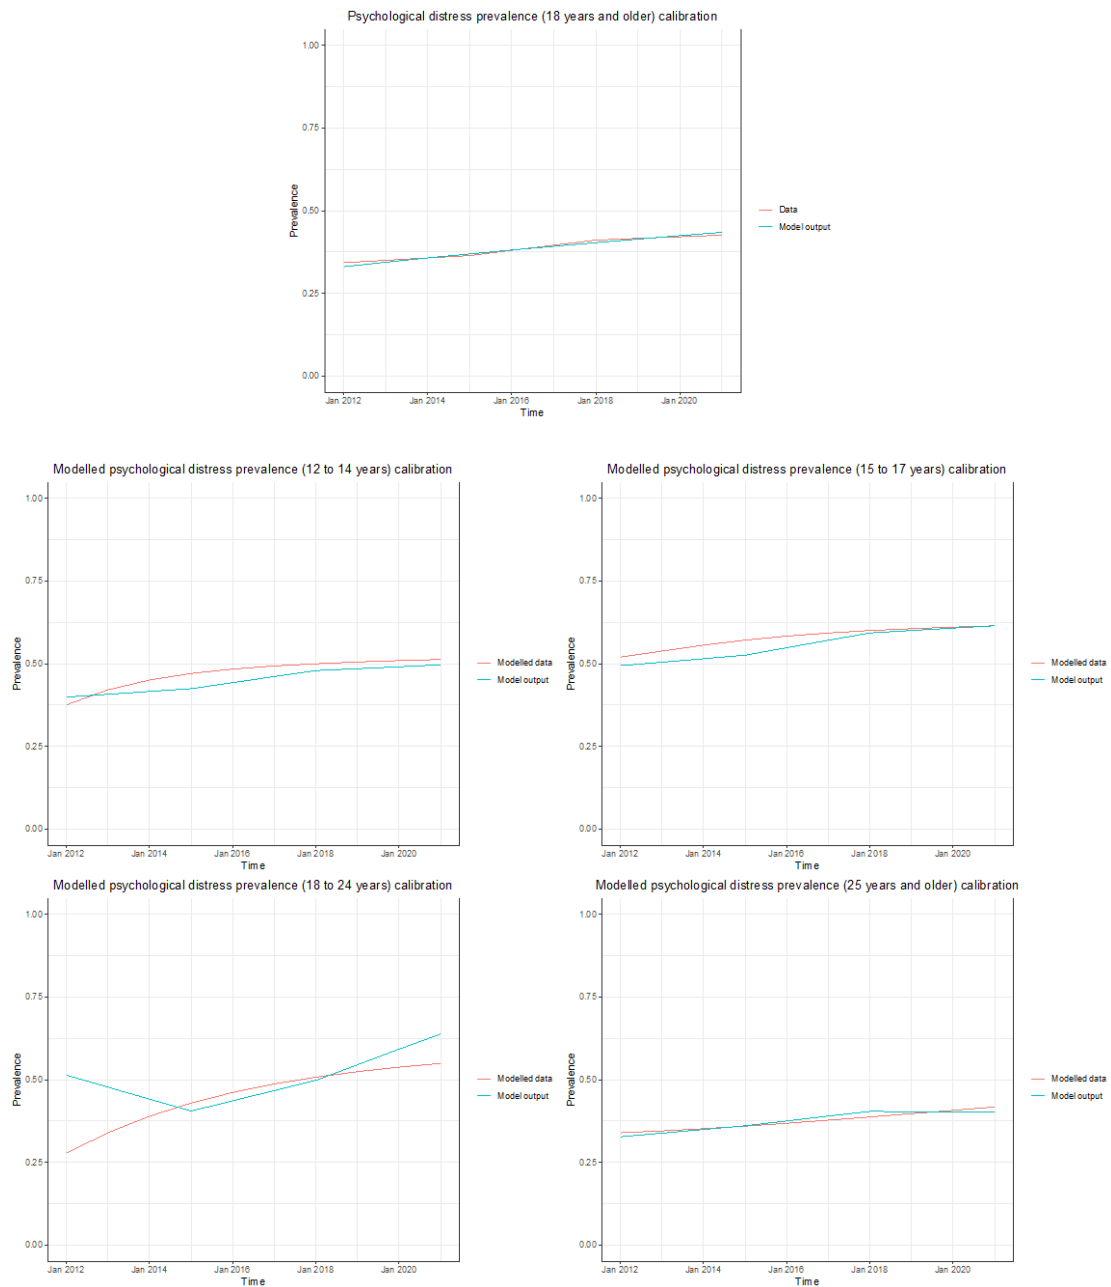 Psychological distress prevalence (18 years and older) calibration
1.00
0.75
0.50
0.25
0.00
Prevalence
Jan 2012 Jan 2014 Jan 2016 Jan 2018 Jan 2020
Time
Data
Model output
Modelled psychological distress prevalence (12 to 14 years) calibration
1.00
0.75
0.50
0.25
0.00
Prevalence
Jan 2012 Jan 2014 Jan 2016 Jan 2018 Jan 2020
Time
Modelled data
Model output
Modelled psychological distress prevalence (15 to 17 years) calibration
1.00
0.75
0.50
0.25
0.00
Prevalence
Jan 2012 Jan 2014 Jan 2016 Jan 2018 Jan 2020
Time
Modelled data
Model output
Modelled psychological distress prevalence (18 to 24 years) calibration
1.00
0.75
0.50
0.25
0.00
Prevalence
Jan 2012 Jan 2014 Jan 2016 Jan 2018 Jan 2020
Time
Modelled data
Model output
Modelled psychological distress prevalence (25 years and older) calibration
1.00
0.75
0.50
0.25
0.00
Prevalence
Jan 2012 Jan 2014 Jan 2016 Jan 2018 Jan 2020
Time
Modelled data
Model output